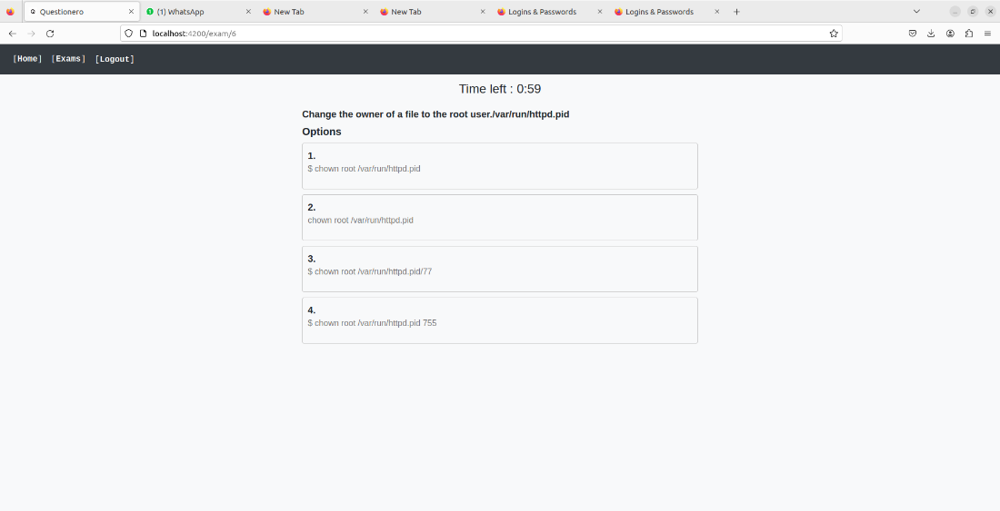 Questionero
(1) WhatsApp
New Tab
New Tab
Logins & Passwords
Logins & Passwords
localhost:4200/exam/6
[Home] [Exams] [Logout]
Time left : 0:59
Change the owner of a file to the root user./var/run/httpd.pid
Options
1.
$ chown root /var/run/httpd.pid
2.
chown root /var/run/httpd.pid
3.
$ chown root /var/run/httpd.pid/77
4.
$ chown root /var/run/httpd.pid 755